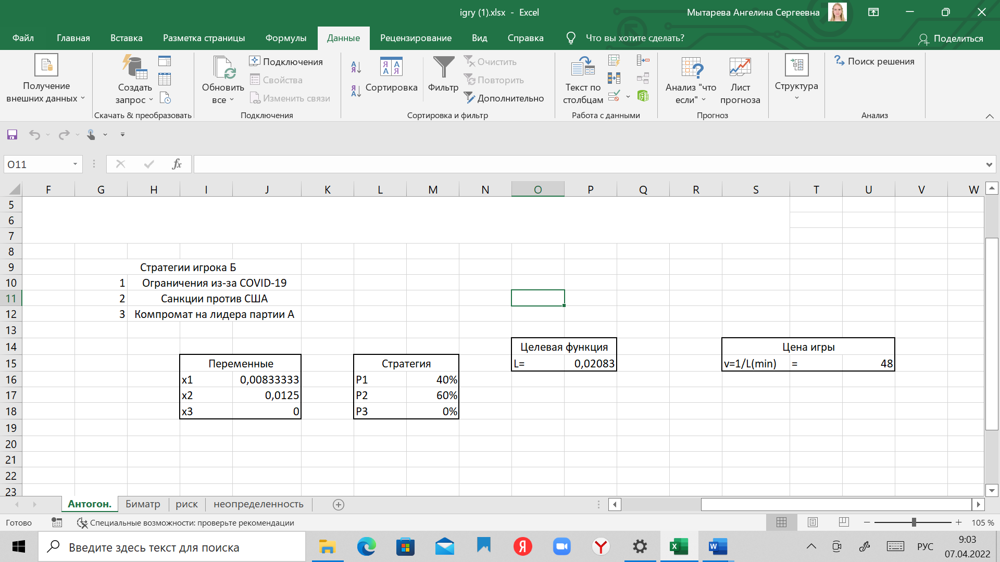 igry (1).xlsx - Excel
Мытарева Ангелина Сергеевна
Файл Главная Вставка Разметка страницы Формулы Данные Рецензирование Вид Справка Что вы хотите сделать? Поделиться
Получение внешних данных
Создать запрос
Скачать & преобразовать
Обновить все
Подключения
Свойства
Изменить связи
Подключения
Сортировка
Фильтр
Очистить
Повторить
Дополнительно
Сортировка и фильтр
Текст по столбцам
Работа с данными
Анализ "что если"
Лист прогноза
Прогноз
Структура
Поиск решения
Анализ
O11
fx
F G H I J K L M N O P Q R S T U V W
5
6
7
8
9 Стратегии игрока Б
10 1 Ограничения из-за COVID-19
11 2 Санкции против США
12 3 Компромат на лидера партии А
13
14 Целевая функция Цена игры
15 Переменные Стратегия L= 0,02083 v=1/L(min) = 48
16 x1 0,00833333 P1 40%
17 x2 0,0125 P2 60%
18 x3 0 P3 0%
19
20
21
22
23
Антогон. Биматр риск неопределенность
Готово Специальные возможности: проверьте рекомендации 105 %
Введите здесь текст для поиска
РУС
9:03
07.04.2022